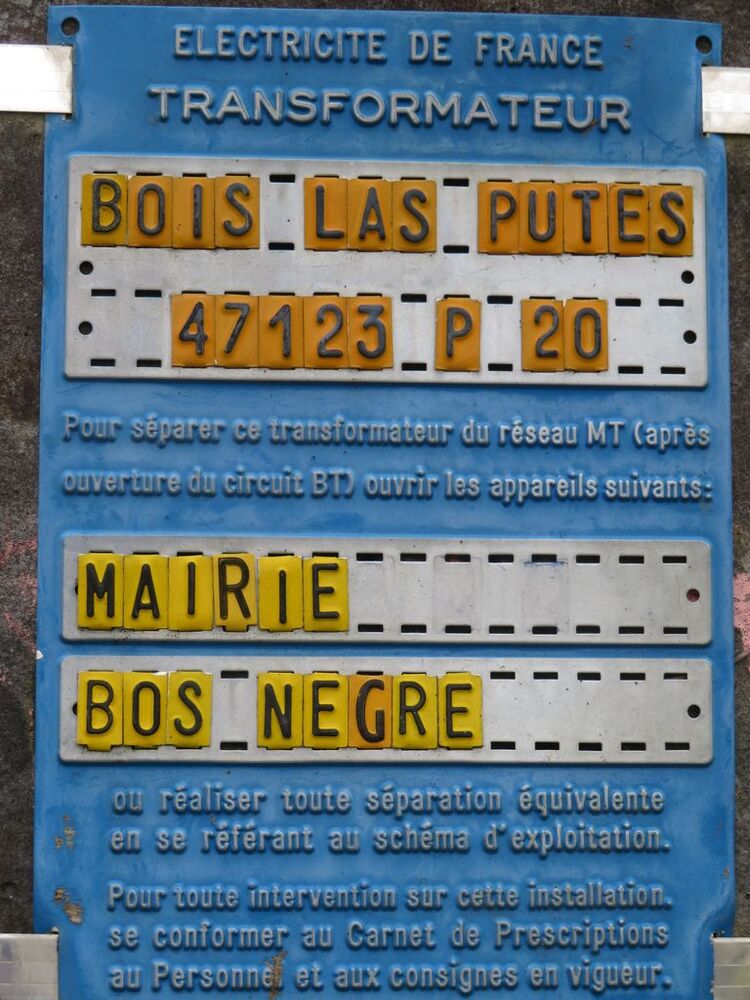 ELECTRICITE DE FRANCE
TRANSFORMATEUR
BOIS LAS PUTES
47123 P 20
Pour séparer ce transformateur du réseau MT (après
ouverture du circuit BT) ouvrir les appareils suivants:
MAIRIE
BOS NEGRE
ou réaliser toute séparation équivalente
en se référant au schéma d'exploitation.
Pour toute intervention sur cette installation.
se conformer au Carnet de Prescriptions
au Personnel et aux consignes en vigueur.